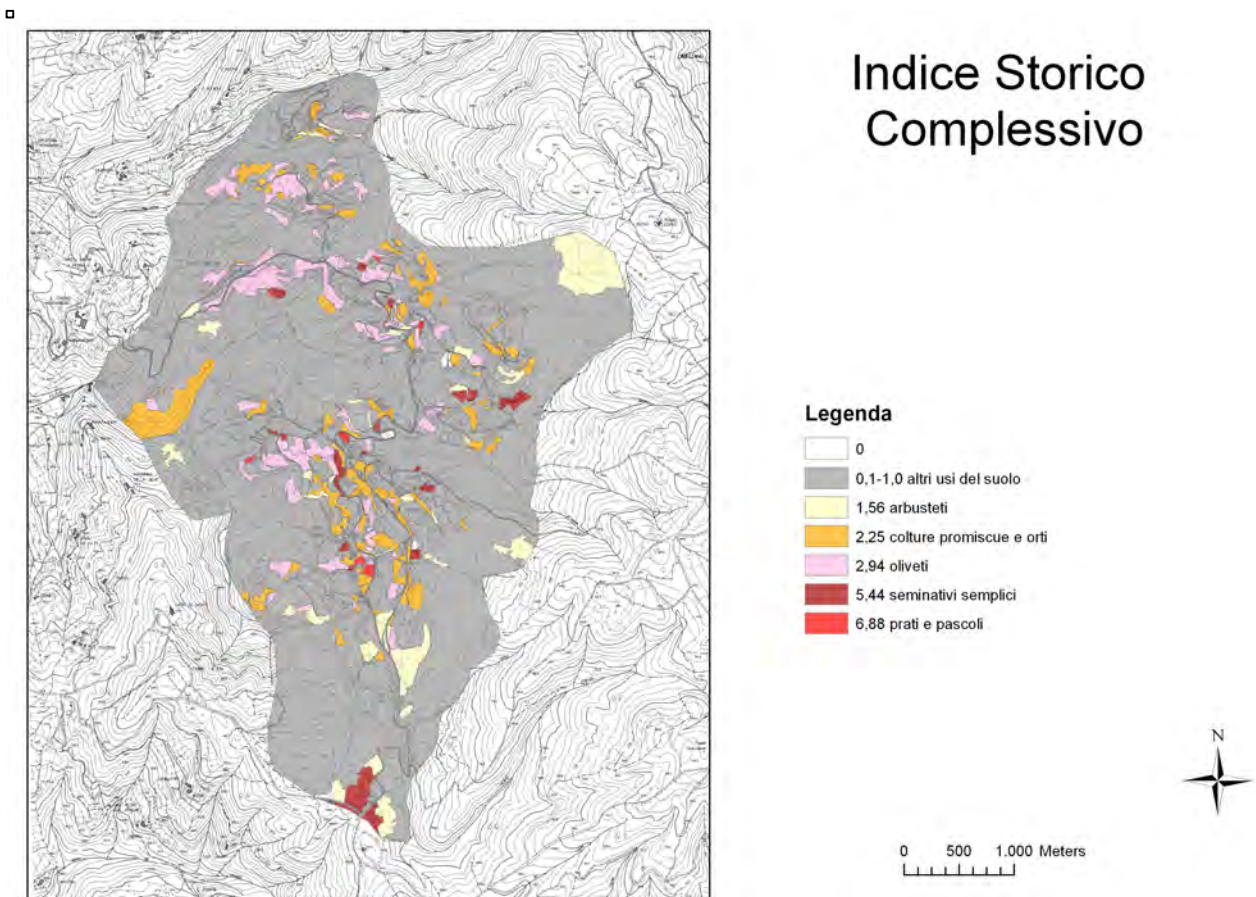 Indice Storico
Complessivo
Legenda
0
0,1-1,0 altri usi del suolo
1,56 arbusteti
2,25 colture promiscue e orti
2,94 oliveti
5,44 seminativi semplici
6,88 prati e pascoli
N
0 500 1.000 Meters